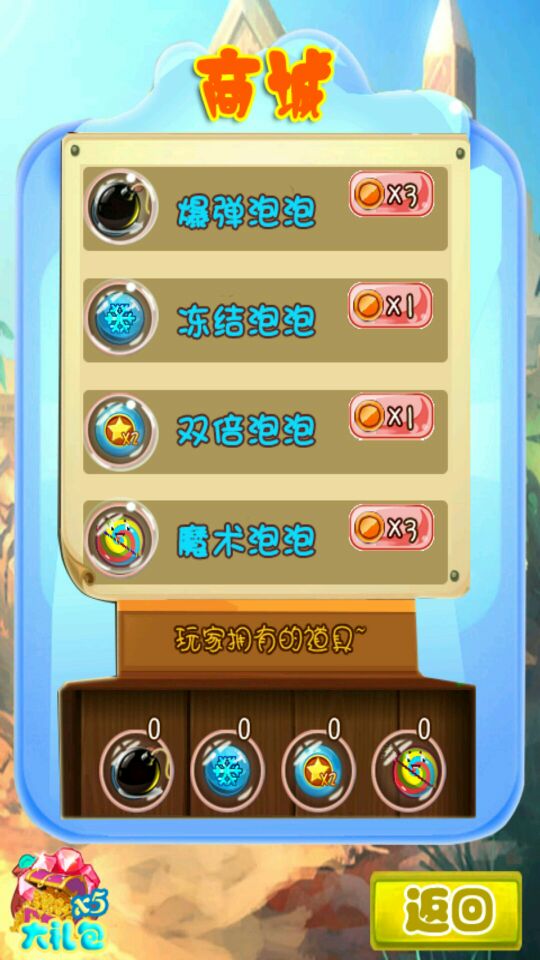 商城
爆弹泡泡 X3
冻结泡泡 X1
双倍泡泡 X1
X2
魔术泡泡 X3
玩家拥有的道具~
0 0 0 0
X2
X5
大礼包
返回